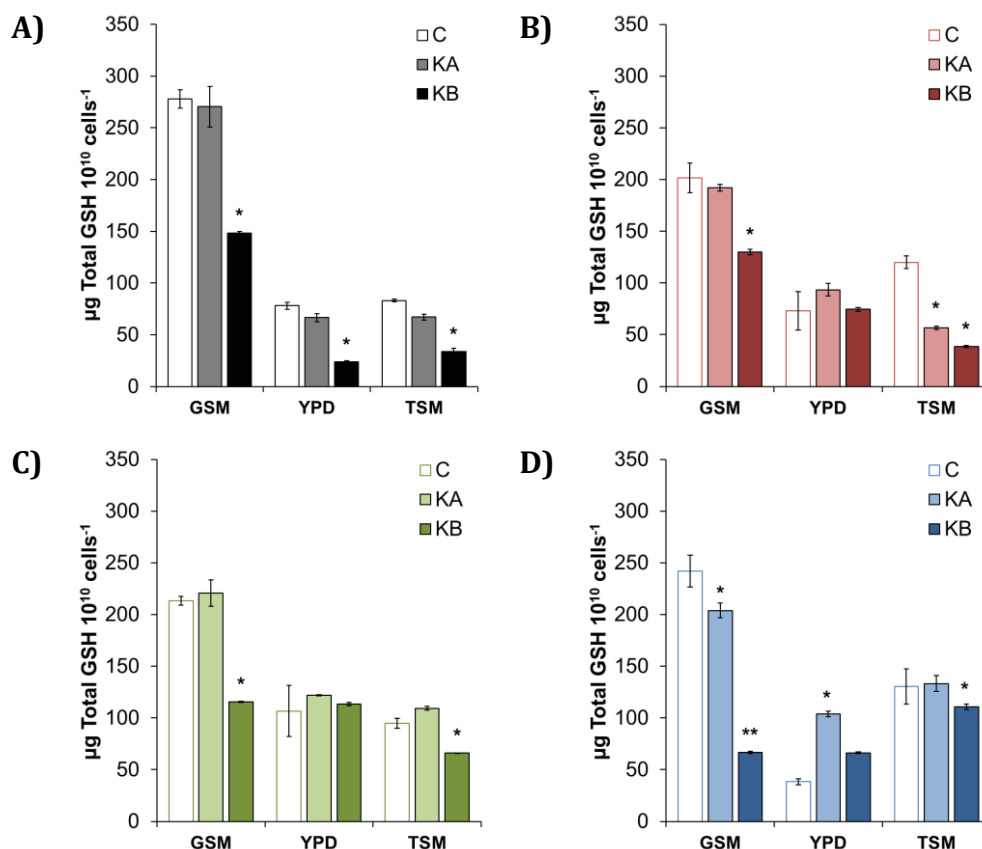 A)
µg Total GSH 10¹⁰ cells⁻¹
350
300
250
200
150
100
50
0
C
KA
KB
*
*
*
GSM YPD TSM
B)
µg Total GSH 10¹⁰ cells⁻¹
350
300
250
200
150
100
50
0
C
KA
KB
*
*
*
GSM YPD TSM
C)
µg Total GSH 10¹⁰ cells⁻¹
350
300
250
200
150
100
50
0
C
KA
KB
*
*
GSM YPD TSM
D)
µg Total GSH 10¹⁰ cells⁻¹
350
300
250
200
150
100
50
0
C
KA
KB
*
**
*
*
GSM YPD TSM